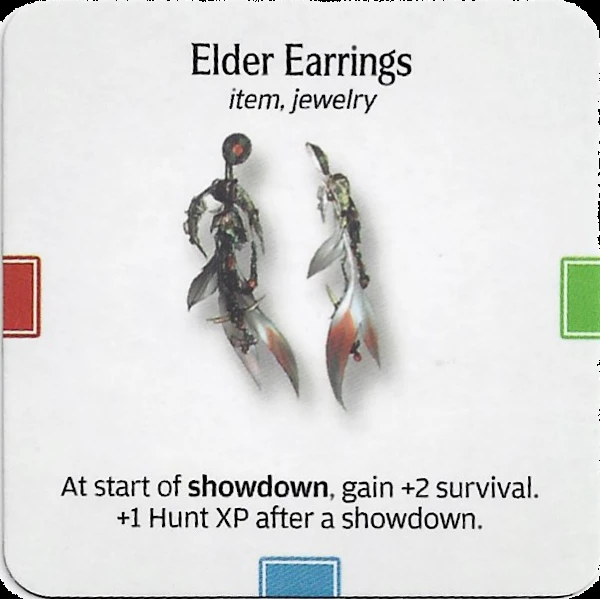 Elder Earrings
item, jewelry
At start of showdown, gain +2 survival.
+1 Hunt XP after a showdown.